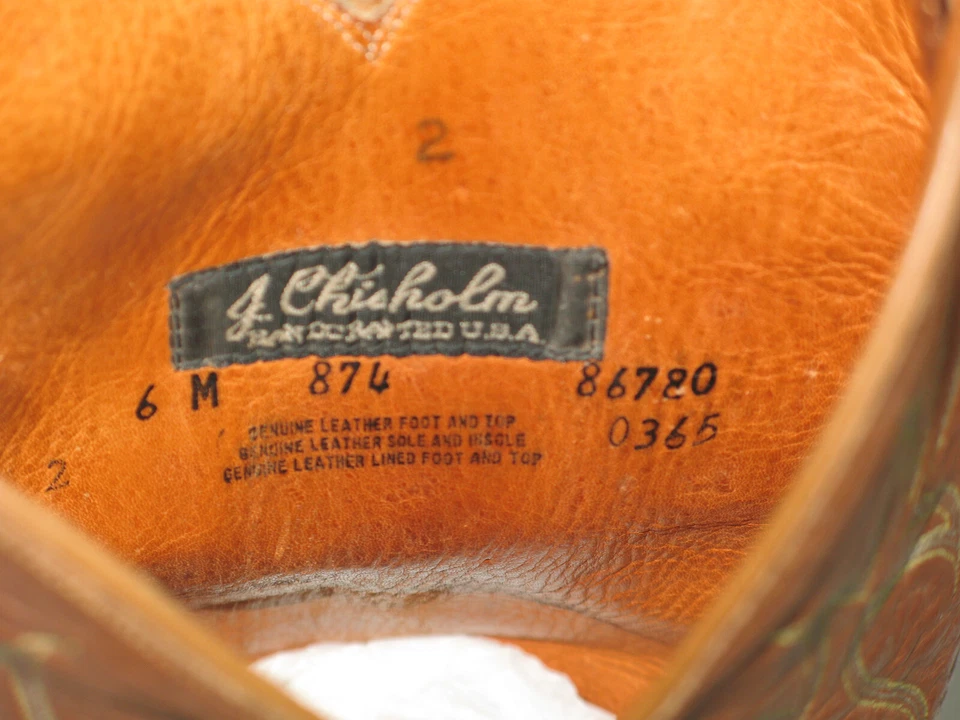 2
J. Chisholm
HANDCRAFTED U.S.A.
6 M 874 86780
GENUINE LEATHER FOOT AND TOP 0365
GENUINE LEATHER SOLE AND INSOLE
GENUINE LEATHER LINED FOOT AND TOP
2